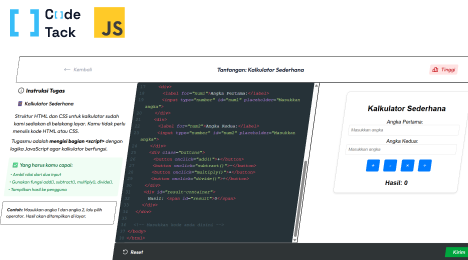 Code
Tack
JS
← Kembali
Tantangan: Kalkulator Sederhana
Tinggi
Instruksi Tugas
Kalkulator Sederhana
Struktur HTML dan CSS untuk kalkulator sudah
kami sediakan di belakang layar. Kamu tidak perlu
menulis kode HTML atau CSS.
Tugasmu adalah mengisi bagian <script> dengan
logika JavaScript agar kalkulator berfungsi.
Yang harus kamu capai:
• Ambil nilai dari dua input
• Gunakan fungsi add(), subtract(), multiply(), divide()
• Tampilkan hasil ke pengguna
Contoh: Masukkan angka 1 dan angka 2, lalu pilih
operator. Hasil akan ditampilkan di layar.
<div>
<label for="num1">Angka Pertama:</label>
<input type="number" id="num1" placeholder="Masukkan
angka">
</div>
<div>
<label for="num2">Angka Kedua:</label>
<input type="number" id="num2" placeholder="Masukkan
angka">
</div>
<div class="buttons">
<button onclick="add()">+</button>
<button onclick="subtract()">-</button>
<button onclick="multiply()">×</button>
<button onclick="divide()">÷</button>
</div>
<div id="result-container">
Hasil: <span id="result">0</span>
</div>
</div>
</body>
</html>
Reset
Kalkulator Sederhana
Angka Pertama:
Masukkan angka
Angka Kedua:
Masukkan angka
+ - × ÷
Hasil: 0
Kirim